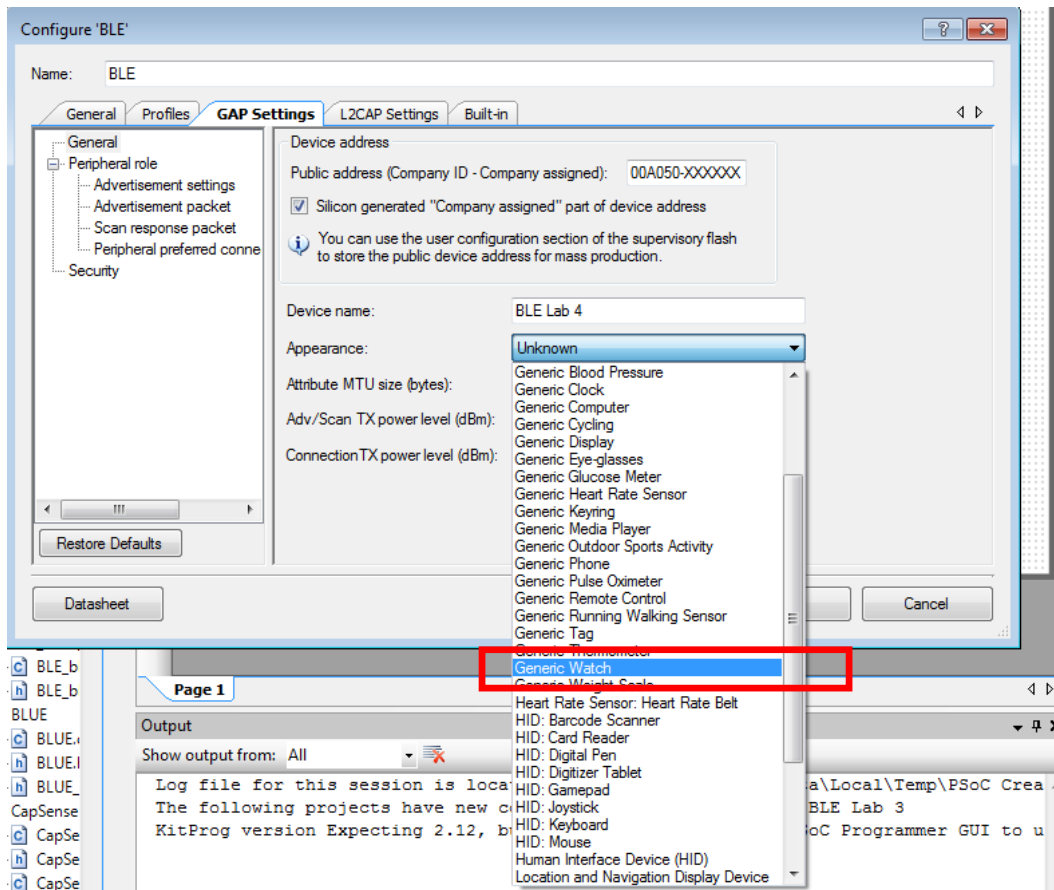 Configure 'BLE'
Name: BLE
General Profiles GAP Settings L2CAP Settings Built-in
General
Peripheral role
Advertisement settings
Advertisement packet
Scan response packet
Peripheral preferred conne
Security
Restore Defaults
Device address
Public address (Company ID - Company assigned): 00A050-XXXXXX
Silicon generated "Company assigned" part of device address
You can use the user configuration section of the supervisory flash
to store the public device address for mass production.
Device name: BLE Lab 4
Appearance: Unknown
Attribute MTU size (bytes):
Adv/Scan TX power level (dBm):
Connection TX power level (dBm):
Generic Blood Pressure
Generic Clock
Generic Computer
Generic Cycling
Generic Display
Generic Eye-glasses
Generic Glucose Meter
Generic Heart Rate Sensor
Generic Keyring
Generic Media Player
Generic Outdoor Sports Activity
Generic Phone
Generic Pulse Oximeter
Generic Remote Control
Generic Running Walking Sensor
Generic Tag
Generic Thermometer
Generic Watch
Generic Weight Scale
Heart Rate Sensor: Heart Rate Belt
HID: Barcode Scanner
HID: Card Reader
HID: Digital Pen
HID: Digitizer Tablet
HID: Gamepad
HID: Joystick
HID: Keyboard
HID: Mouse
Human Interface Device (HID)
Location and Navigation Display Device
Datasheet
Cancel
BLE_b
BLE_b
BLUE
BLUE.
BLUE.
BLUE_
CapSense
CapSe
CapSe
CapSe
Page 1
Output
Show output from: All
Log file for this session is loca a\Local\Temp\PSoC Crea
The following projects have new c BLE Lab 3
KitProg version Expecting 2.12, b oC Programmer GUI to u